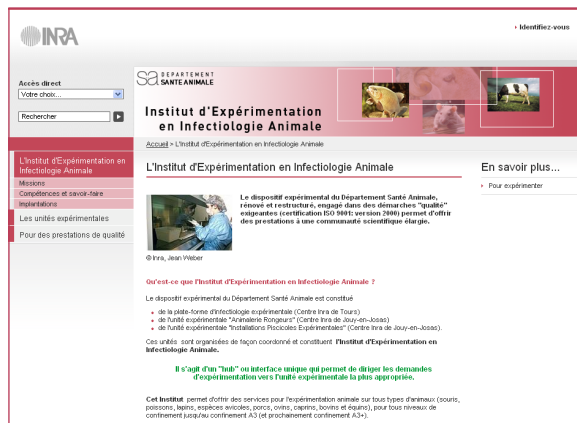 › Identifiez-vous
INRA
Accès direct
Votre choix...
Rechercher
sa DEPARTEMENT
SANTE ANIMALE
Institut d'Expérimentation
en Infectiologie Animale
Accueil > L'Institut d'Expérimentation en Infectiologie Animale
L'Institut d'Expérimentation en
Infectiologie Animale
Missions
Compétences et savoir-faire
Implantations
Les unités expérimentales
Pour des prestations de qualité
L'Institut d'Expérimentation en Infectiologie Animale
Le dispositif expérimental du Département Santé Animale,
rénové et restructuré, engagé dans des démarches "qualité"
exigeantes (certification ISO 9001: version 2000) permet d'offrir
des prestations à une communauté scientifique élargie.
© Inra, Jean Weber
Qu'est-ce que l'Institut d'Expérimentation en Infectiologie Animale ?
Le dispositif expérimental du Département Santé Animale est constitué
de la plate-forme d'infectiologie expérimentale (Centre Inra de Tours).
de l'unité expérimentale "Animalerie Rongeurs" (Centre Inra de Jouy-en-Josas)
de l'unité expérimentale "Installations Piscicoles Expérimentales" (Centre Inra de Jouy-en-Josas).
Ces unités sont organisées de façon coordonné et constituent l'Institut d'Expérimentation en
Infectiologie Animale.
Il s'agit d'un "hub" ou interface unique qui permet de diriger les demandes
d'expérimentation vers l'unité expérimentale la plus appropriée.
Cet Institut permet d'offrir des services pour l'expérimentation animale sur tous types d'animaux (souris,
poissons, lapins, espèces avicoles, porcs, ovins, caprins, bovins et équins), pour tous niveaux de
confinement jusqu'au confinement A3 (et prochainement confinement A3+).
En savoir plus...
Pour expérimenter